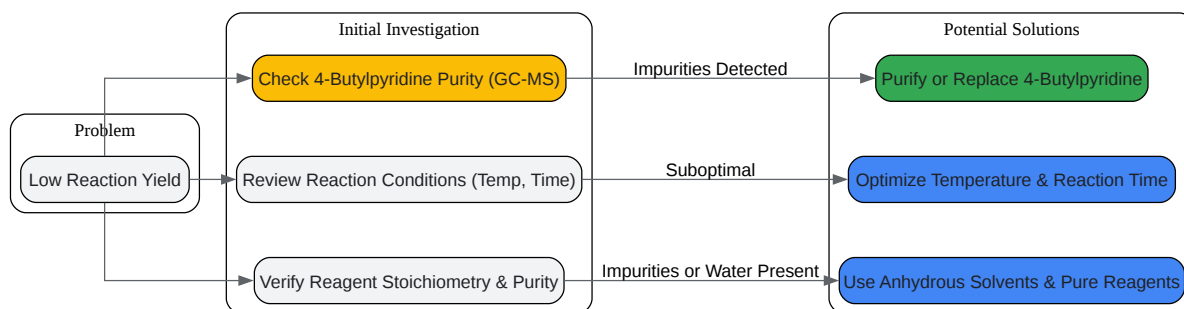 Initial Investigation
Potential Solutions
Check 4-Butylpyridine Purity (GC-MS)
Impurities Detected
Purify or Replace 4-Butylpyridine
Problem
Low Reaction Yield
Review Reaction Conditions (Temp, Time)
Suboptimal
Optimize Temperature & Reaction Time
Verify Reagent Stoichiometry & Purity
Impurities or Water Present
Use Anhydrous Solvents & Pure Reagents